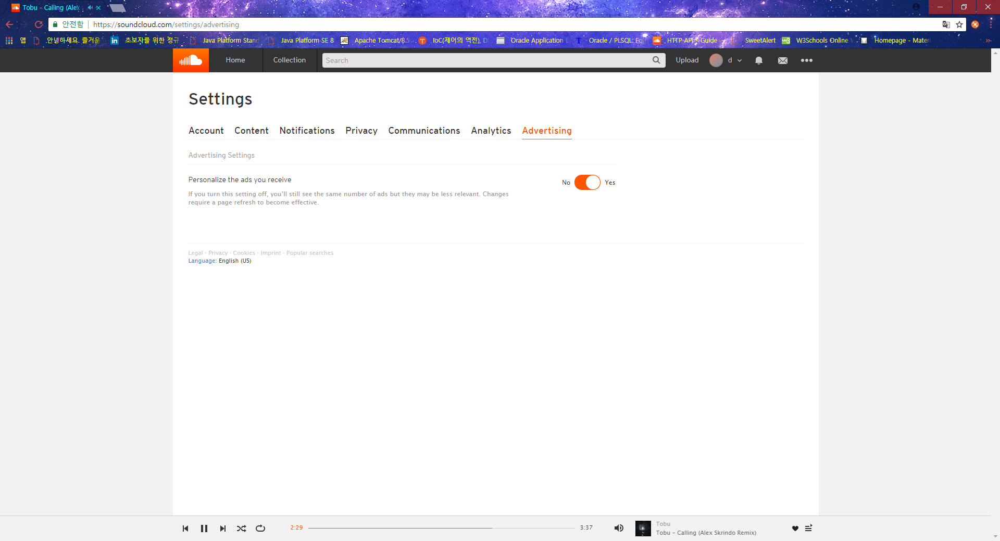 Tobu - Calling (Alex
안전함 https://soundcloud.com/settings/advertising
앱 안녕하세요. 즐거운 초보자를 위한 정규 Java Platform Stand Java Platform SE 8 Apache Tomcat/8.5 IoC(제어의 역전), D Oracle Application Oracle / PLSQL: HTTP API - Guide SweetAlert W3Schools Online Homepage - Materi
Home Collection Search Upload d
Settings
Account Content Notifications Privacy Communications Analytics Advertising
Advertising Settings
Personalize the ads you receive
No Yes
If you turn this setting off, you'll still see the same number of ads but they may be less relevant. Changes
require a page refresh to become effective.
Legal - Privacy - Cookies - Imprint - Popular searches
Language: English (US)
2:29 3:37
Tobu
Tobu - Calling (Alex Skrindo Remix)